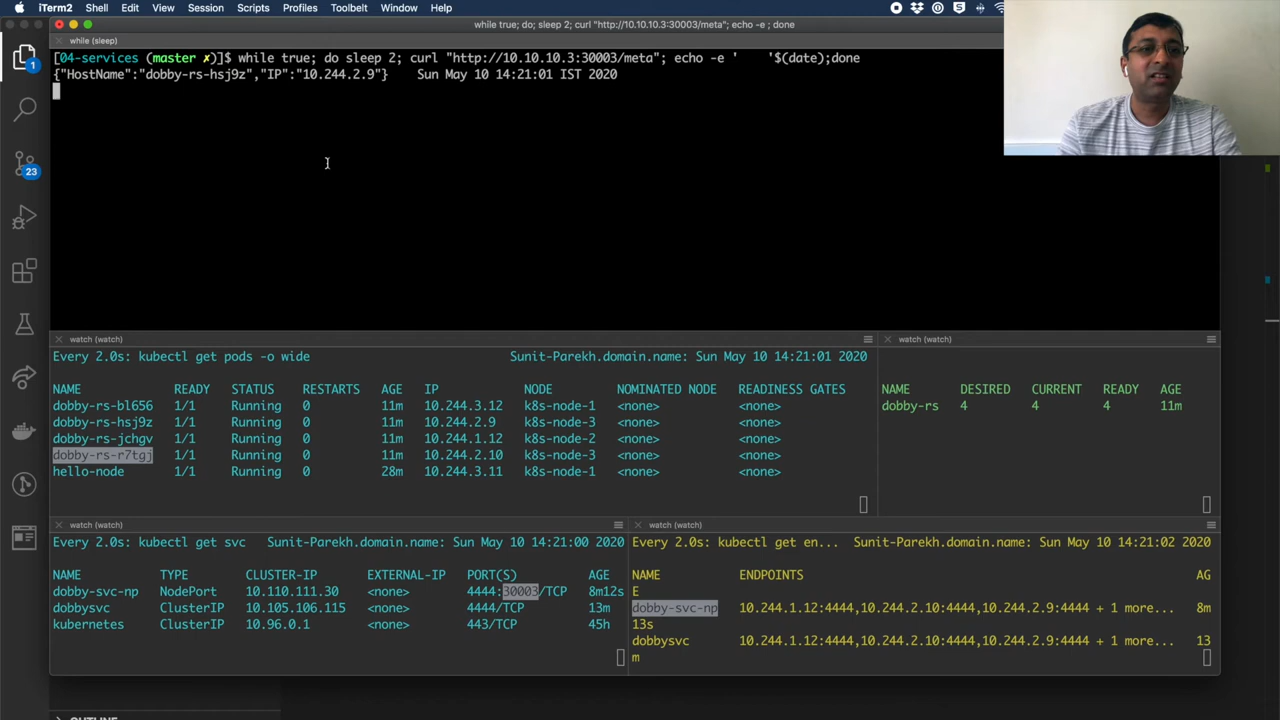 iTerm2 Shell Edit View Session Scripts Profiles Toolbelt Window Help
while true; do; sleep 2; curl "http://10.10.10.3:30003/meta"; echo -e ; done
while (sleep)
[04-services (master ✗)]$ while true; do sleep 2; curl "http://10.10.10.3:30003/meta"; echo -e '    '$(date);done
{"HostName":"dobby-rs-hsj9z","IP":"10.244.2.9"}    Sun May 10 14:21:01 IST 2020
1
23
watch (watch)
Every 2.0s: kubectl get pods -o wide Sunit-Parekh.domain.name: Sun May 10 14:21:01 2020
NAME READY STATUS RESTARTS AGE IP NODE NOMINATED NODE READINESS GATES
dobby-rs-bl656 1/1 Running 0 11m 10.244.3.12 k8s-node-1 <none> <none>
dobby-rs-hsj9z 1/1 Running 0 11m 10.244.2.9 k8s-node-3 <none> <none>
dobby-rs-jchgv 1/1 Running 0 11m 10.244.1.12 k8s-node-2 <none> <none>
dobby-rs-r7tgj 1/1 Running 0 11m 10.244.2.10 k8s-node-3 <none> <none>
hello-node 1/1 Running 0 28m 10.244.3.11 k8s-node-1 <none> <none>
watch (watch)
NAME DESIRED CURRENT READY AGE
dobby-rs 4 4 4 11m
watch (watch)
Every 2.0s: kubectl get svc Sunit-Parekh.domain.name: Sun May 10 14:21:00 2020
NAME TYPE CLUSTER-IP EXTERNAL-IP PORT(S) AGE
dobby-svc-np NodePort 10.110.111.30 <none> 4444:30003/TCP 8m12s
dobbysvc ClusterIP 10.105.106.115 <none> 4444/TCP 13m
kubernetes ClusterIP 10.96.0.1 <none> 443/TCP 45h
watch (watch)
Every 2.0s: kubectl get en... Sunit-Parekh.domain.name: Sun May 10 14:21:02 2020
NAME ENDPOINTS AG
E
dobby-svc-np 10.244.1.12:4444,10.244.2.10:4444,10.244.2.9:4444 + 1 more... 8m
13s
dobbysvc 10.244.1.12:4444,10.244.2.10:4444,10.244.2.9:4444 + 1 more... 13
m
OUTLINE